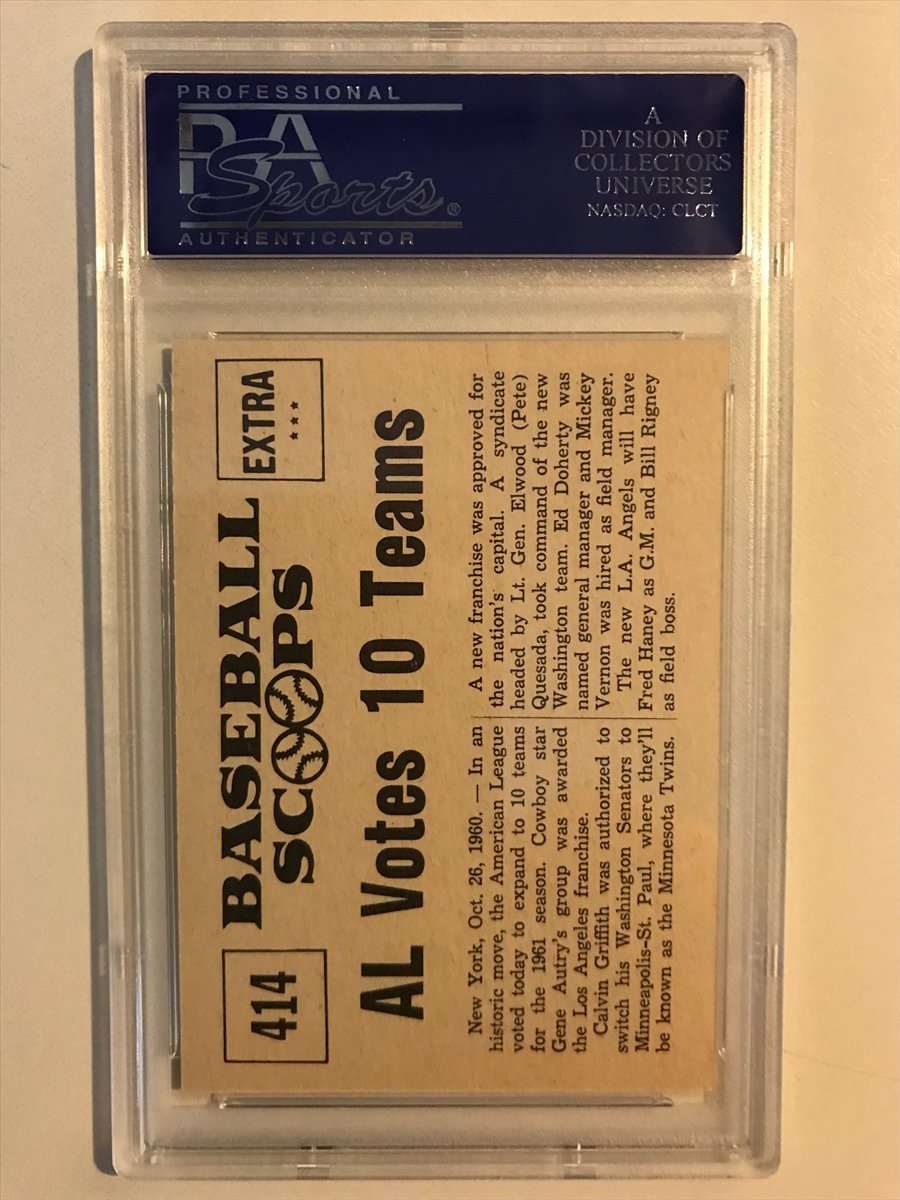 PROFESSIONAL
PSA
Sports®
AUTHENTICATOR
A
DIVISION OF
COLLECTORS
UNIVERSE
NASDAQ: CLCT
414
BASEBALL
SCOOPS
EXTRA
AL Votes 10 Teams
New York, Oct. 26, 1960. — In an
historic move, the American League
voted today to expand to 10 teams
for the 1961 season. Cowboy star
Gene Autry's group was awarded
the Los Angeles franchise.
Calvin Griffith was authorized to
switch his Washington Senators to
Minneapolis-St. Paul, where they'll
be known as the Minnesota Twins.
A new franchise was approved for
the nation's capital. A syndicate
headed by Lt. Gen. Elwood (Pete)
Quesada, took command of the new
Washington team. Ed Doherty was
named general manager and Mickey
Vernon was hired as field manager.
The new L.A. Angels will have
Fred Haney as G.M. and Bill Rigney
as field boss.